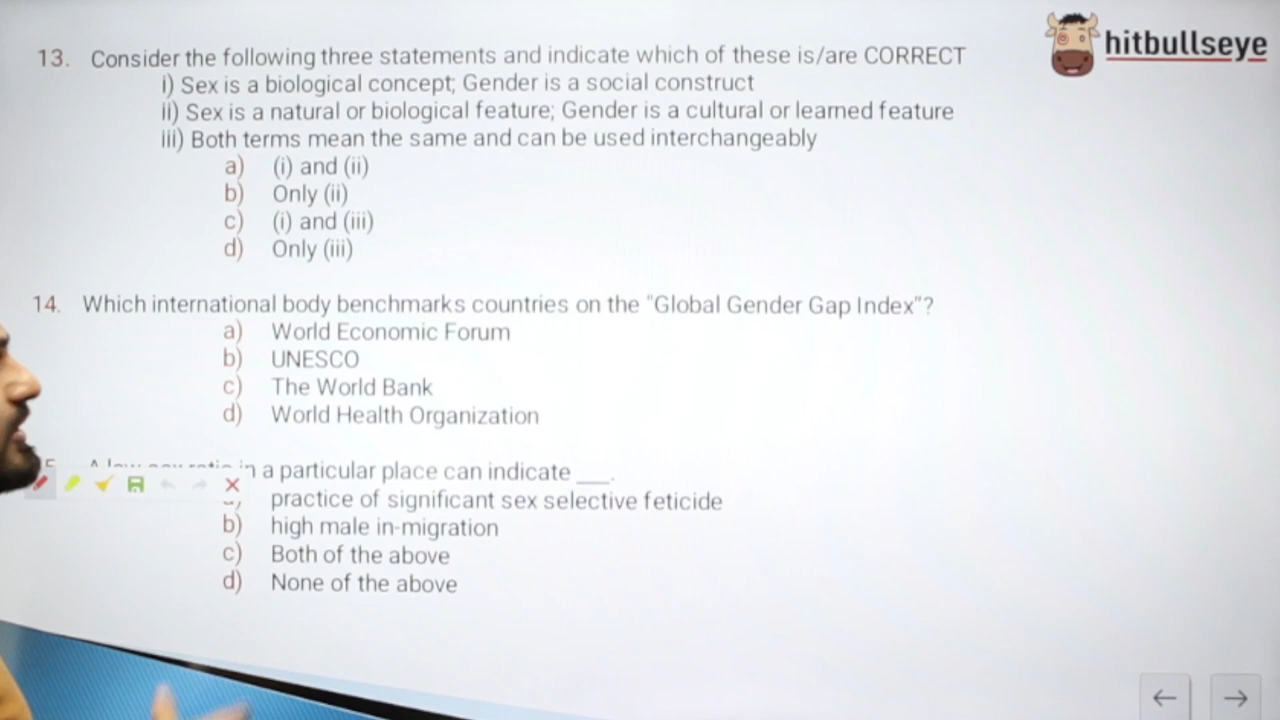 hitbullseye
13. Consider the following three statements and indicate which of these is/are CORRECT
i) Sex is a biological concept; Gender is a social construct
ii) Sex is a natural or biological feature; Gender is a cultural or learned feature
iii) Both terms mean the same and can be used interchangeably
a) (i) and (ii)
b) Only (ii)
c) (i) and (iii)
d) Only (iii)
14. Which international body benchmarks countries on the "Global Gender Gap Index"?
a) World Economic Forum
b) UNESCO
c) The World Bank
d) World Health Organization
a particular place can indicate ___.
practice of significant sex selective feticide
b) high male in-migration
c) Both of the above
d) None of the above